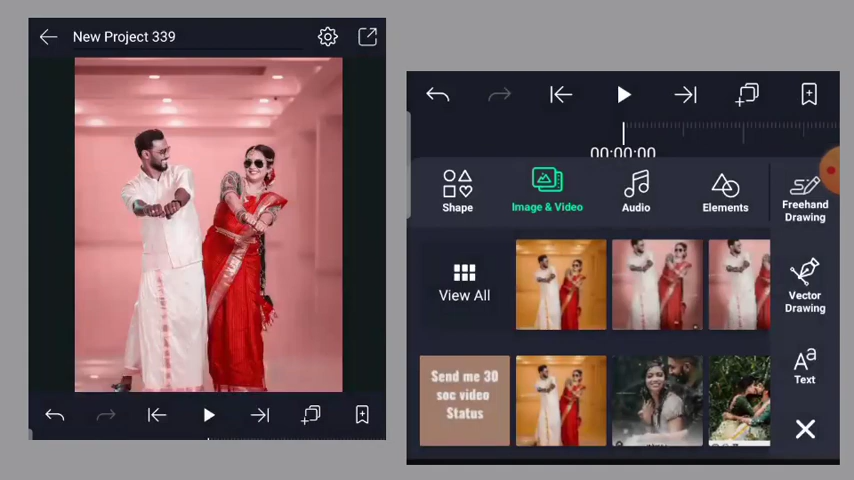 New Project 339
00:00:00
Shape
Image & Video
Audio
Elements
Freehand
Drawing
View All
Vector
Drawing
Send me 30
soc video
Status
Aa
Text